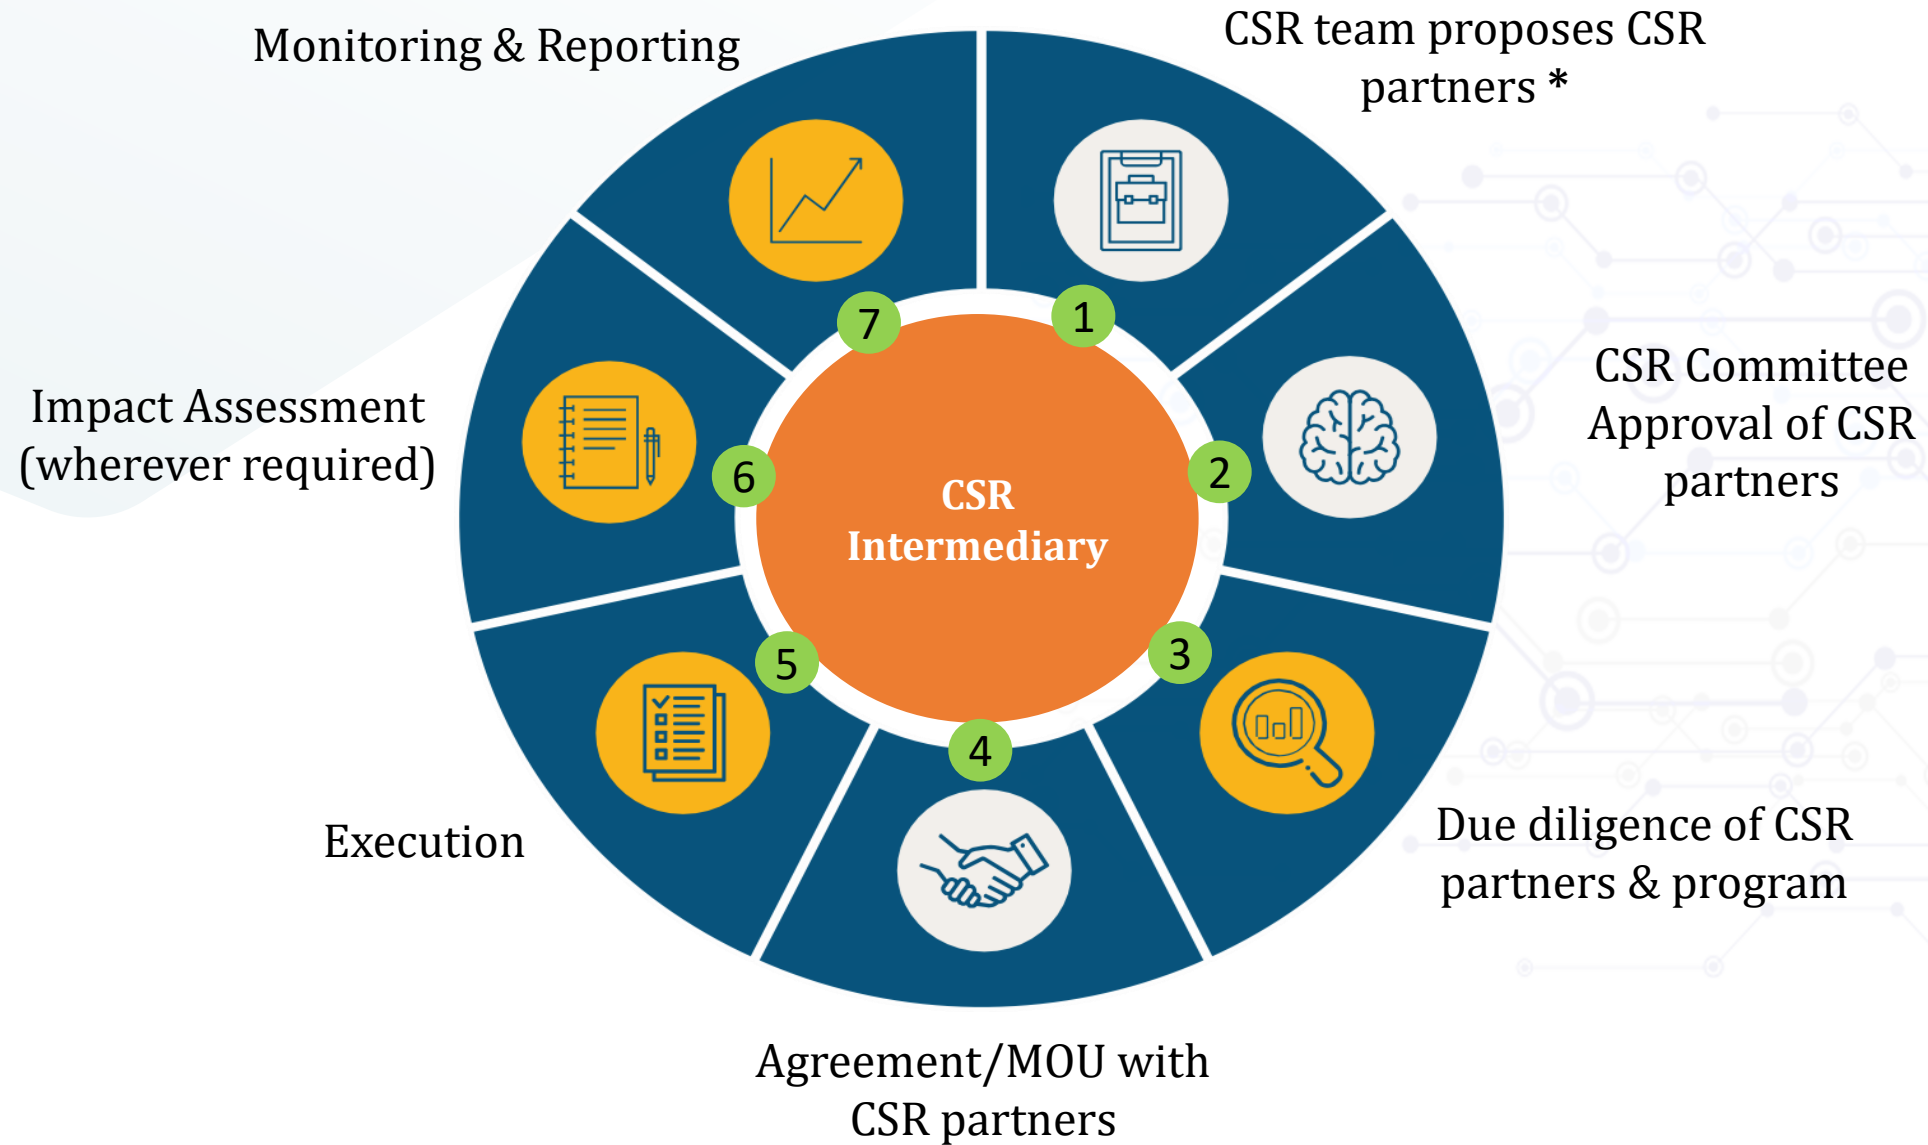 CSR team proposes CSR
partners *
1
CSR Committee
Approval of CSR
partners
2
Due diligence of CSR
partners & program
3
Agreement/MOU with
CSR partners
4
Execution
5
Impact Assessment
(wherever required)
6
Monitoring & Reporting
7
CSR
Intermediary